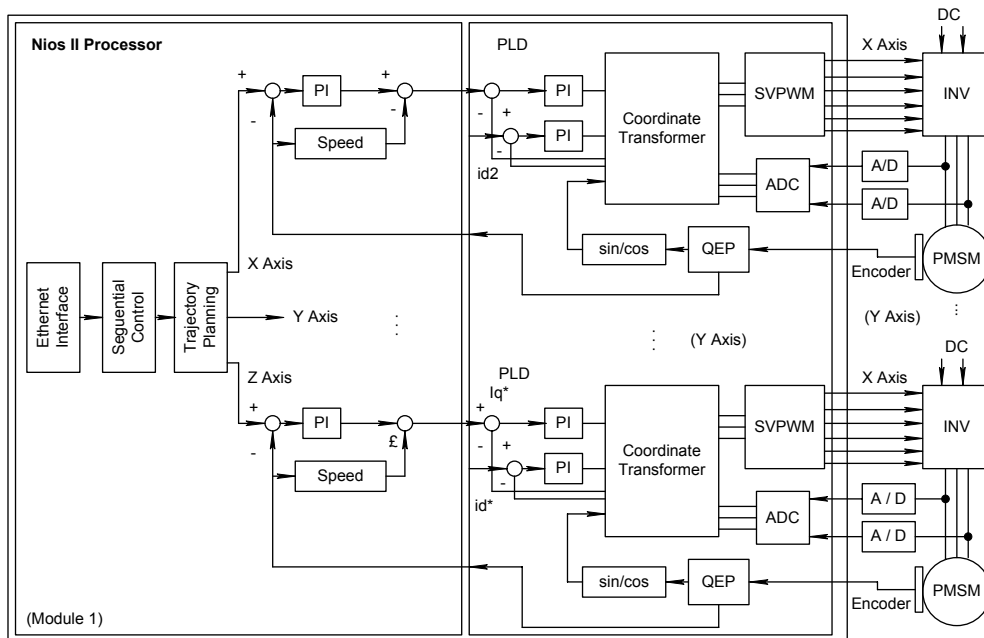 Nios II Processor
PLD
X Axis
DC
+
PI
+
-
-
Speed
-
+
-
id2
PI
PI
Coordinate
Transformer
SVPWM
INV
ADC
A/D
A/D
sin/cos
QEP
Encoder
PMSM
X Axis
Ethernet
Interface
Seguential
Control
Trajectory
Planning
Y Axis
(Y Axis)
(Y Axis)
Z Axis
PLD
Iq*
X Axis
DC
+
PI
£
-
Speed
+
-
+
-
id*
PI
PI
Coordinate
Transformer
SVPWM
INV
ADC
A / D
A / D
sin/cos
QEP
Encoder
PMSM
(Module 1)